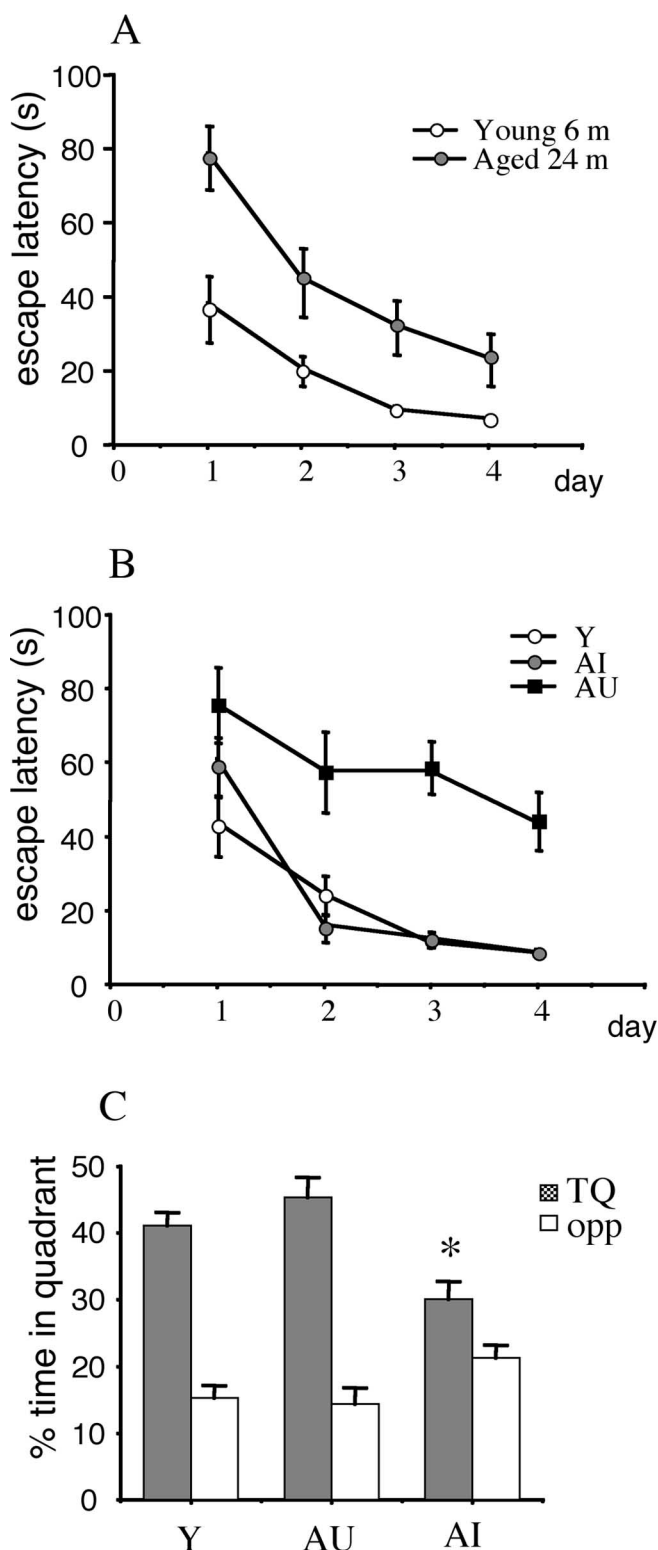 A
escape latency (s)
100
80
60
40
20
0
Young 6 m
Aged 24 m
0 1 2 3 4
day
B
escape latency (s)
100
80
60
40
20
0
Y
AI
AU
0 1 2 3 4
day
C
% time in quadrant
50
40
30
20
10
0
TQ
opp
*
Y AU AI